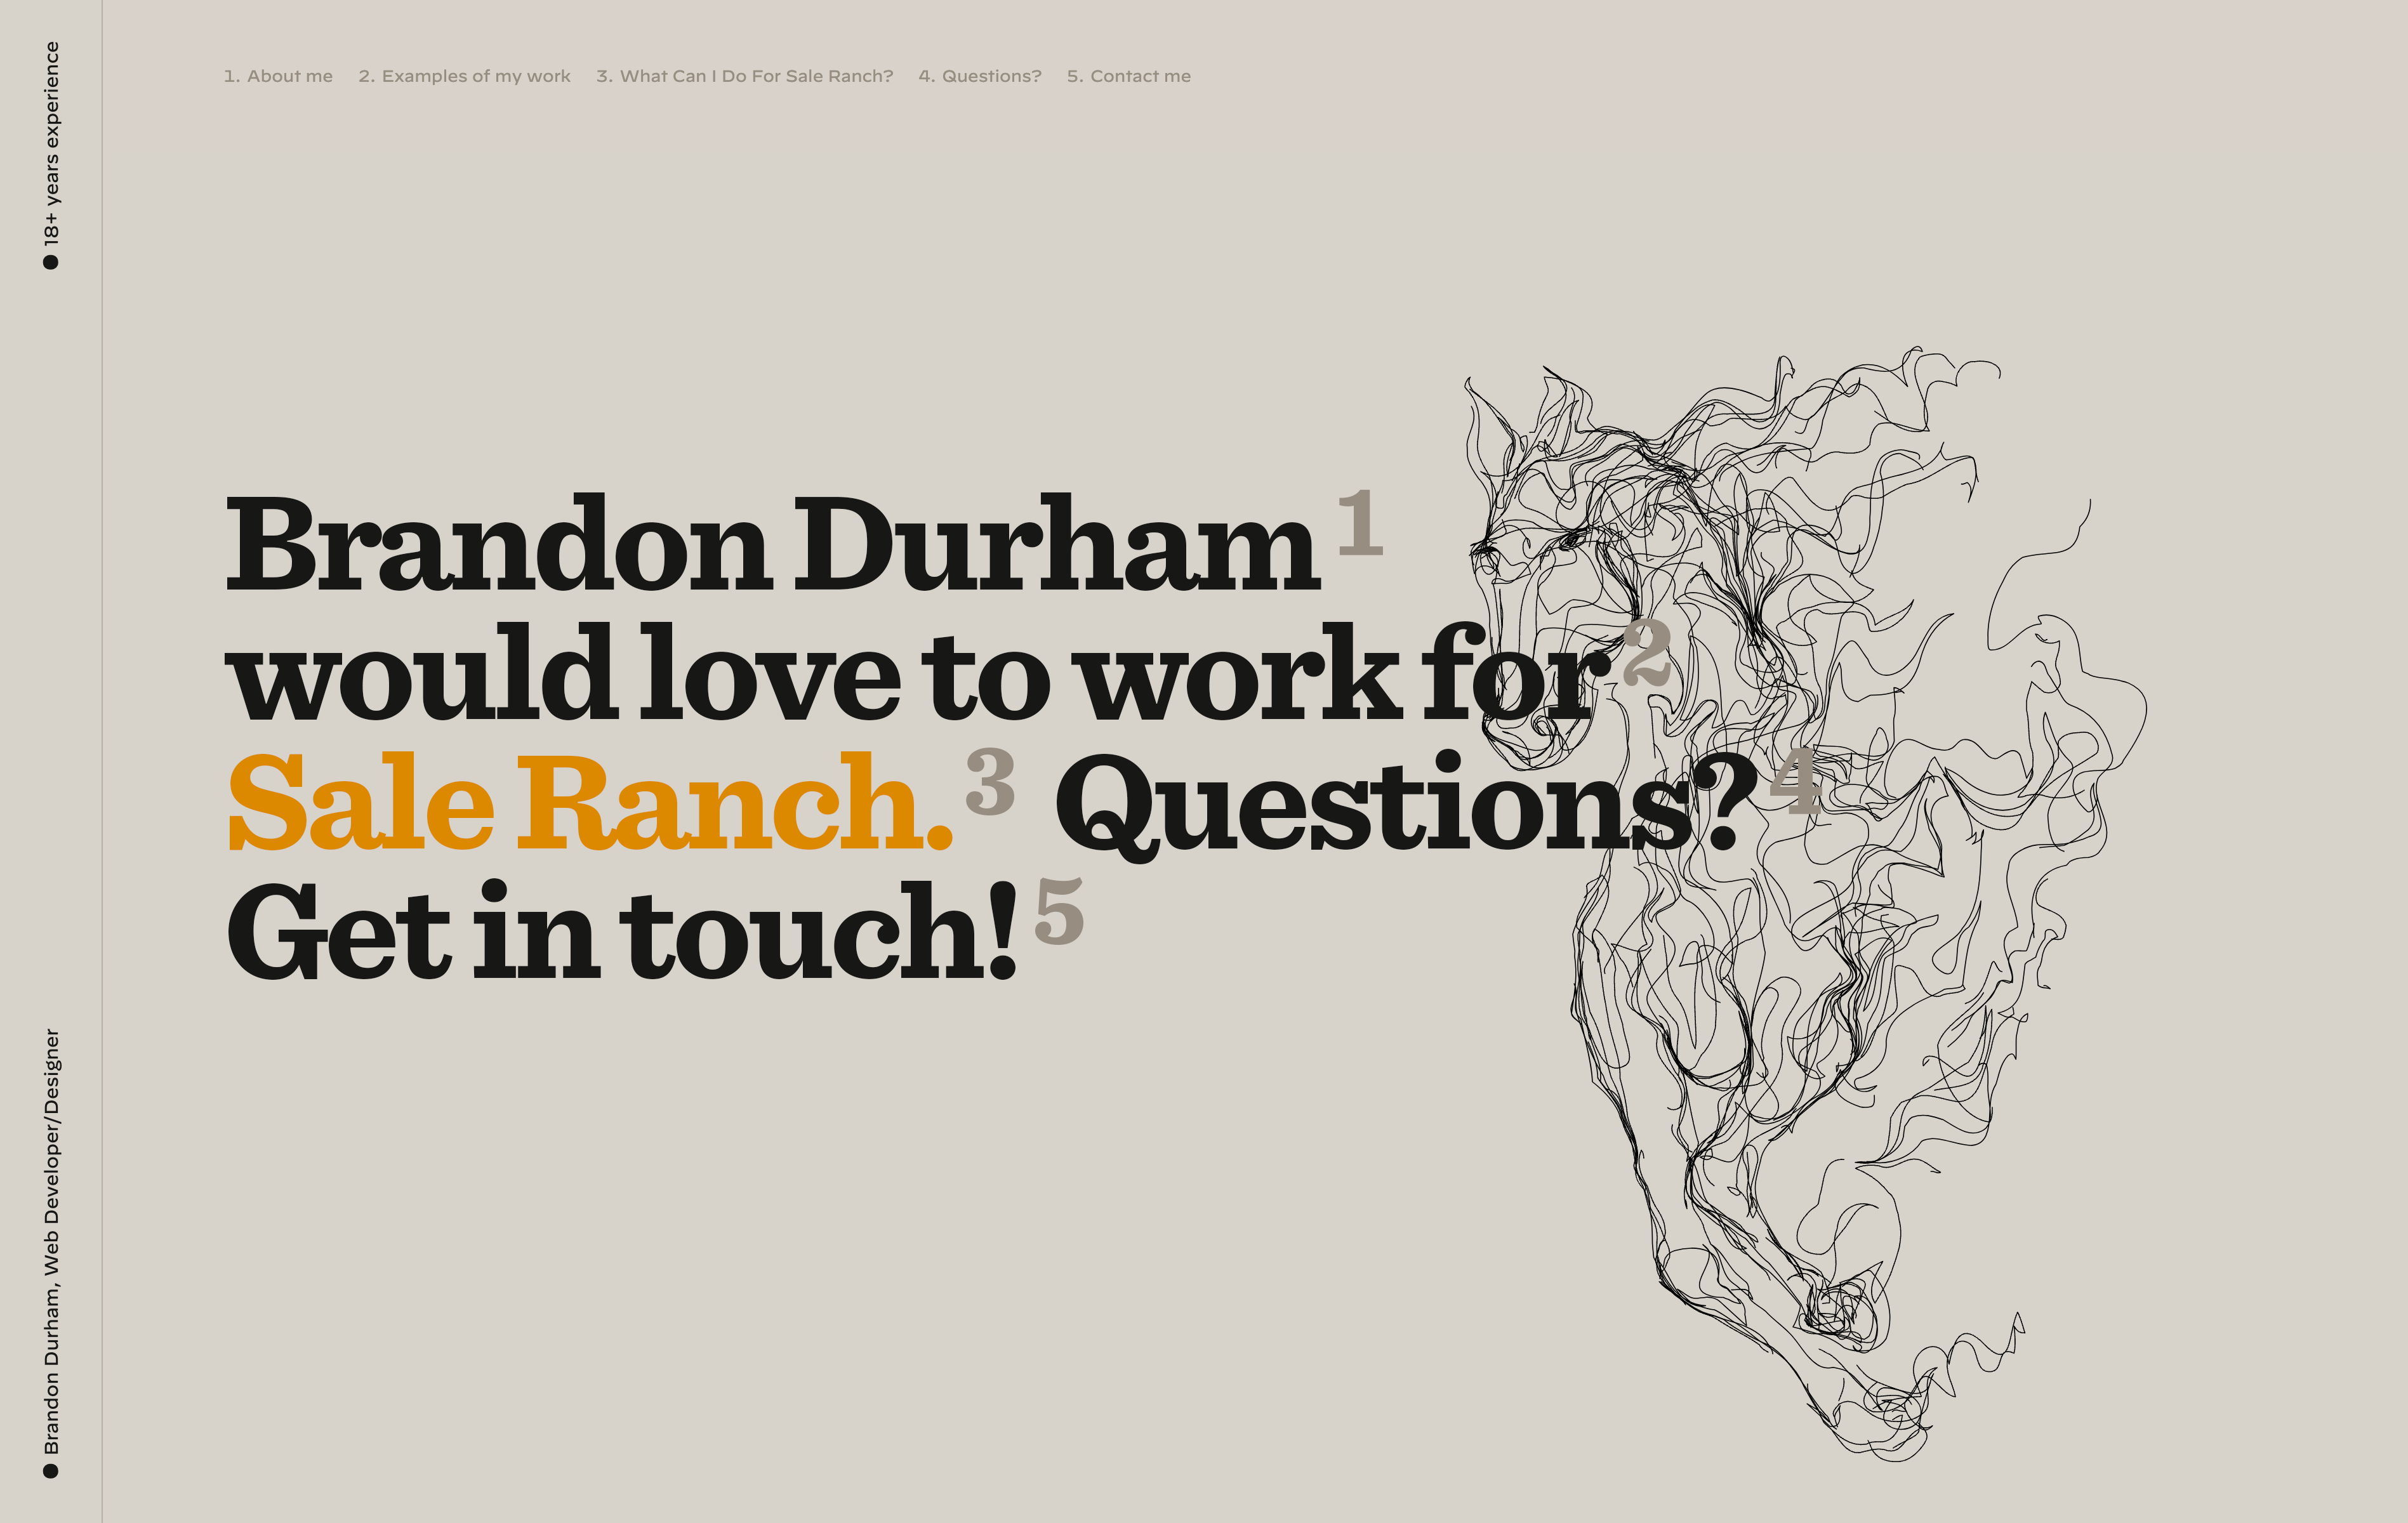 18+ years experience
Brandon Durham, Web Developer/Designer
1. About me 2. Examples of my work 3. What Can I Do For Sale Ranch? 4. Questions? 5. Contact me
Brandon Durham 1
would love to work for 2
Sale Ranch. 3 Questions? 4
Get in touch! 5